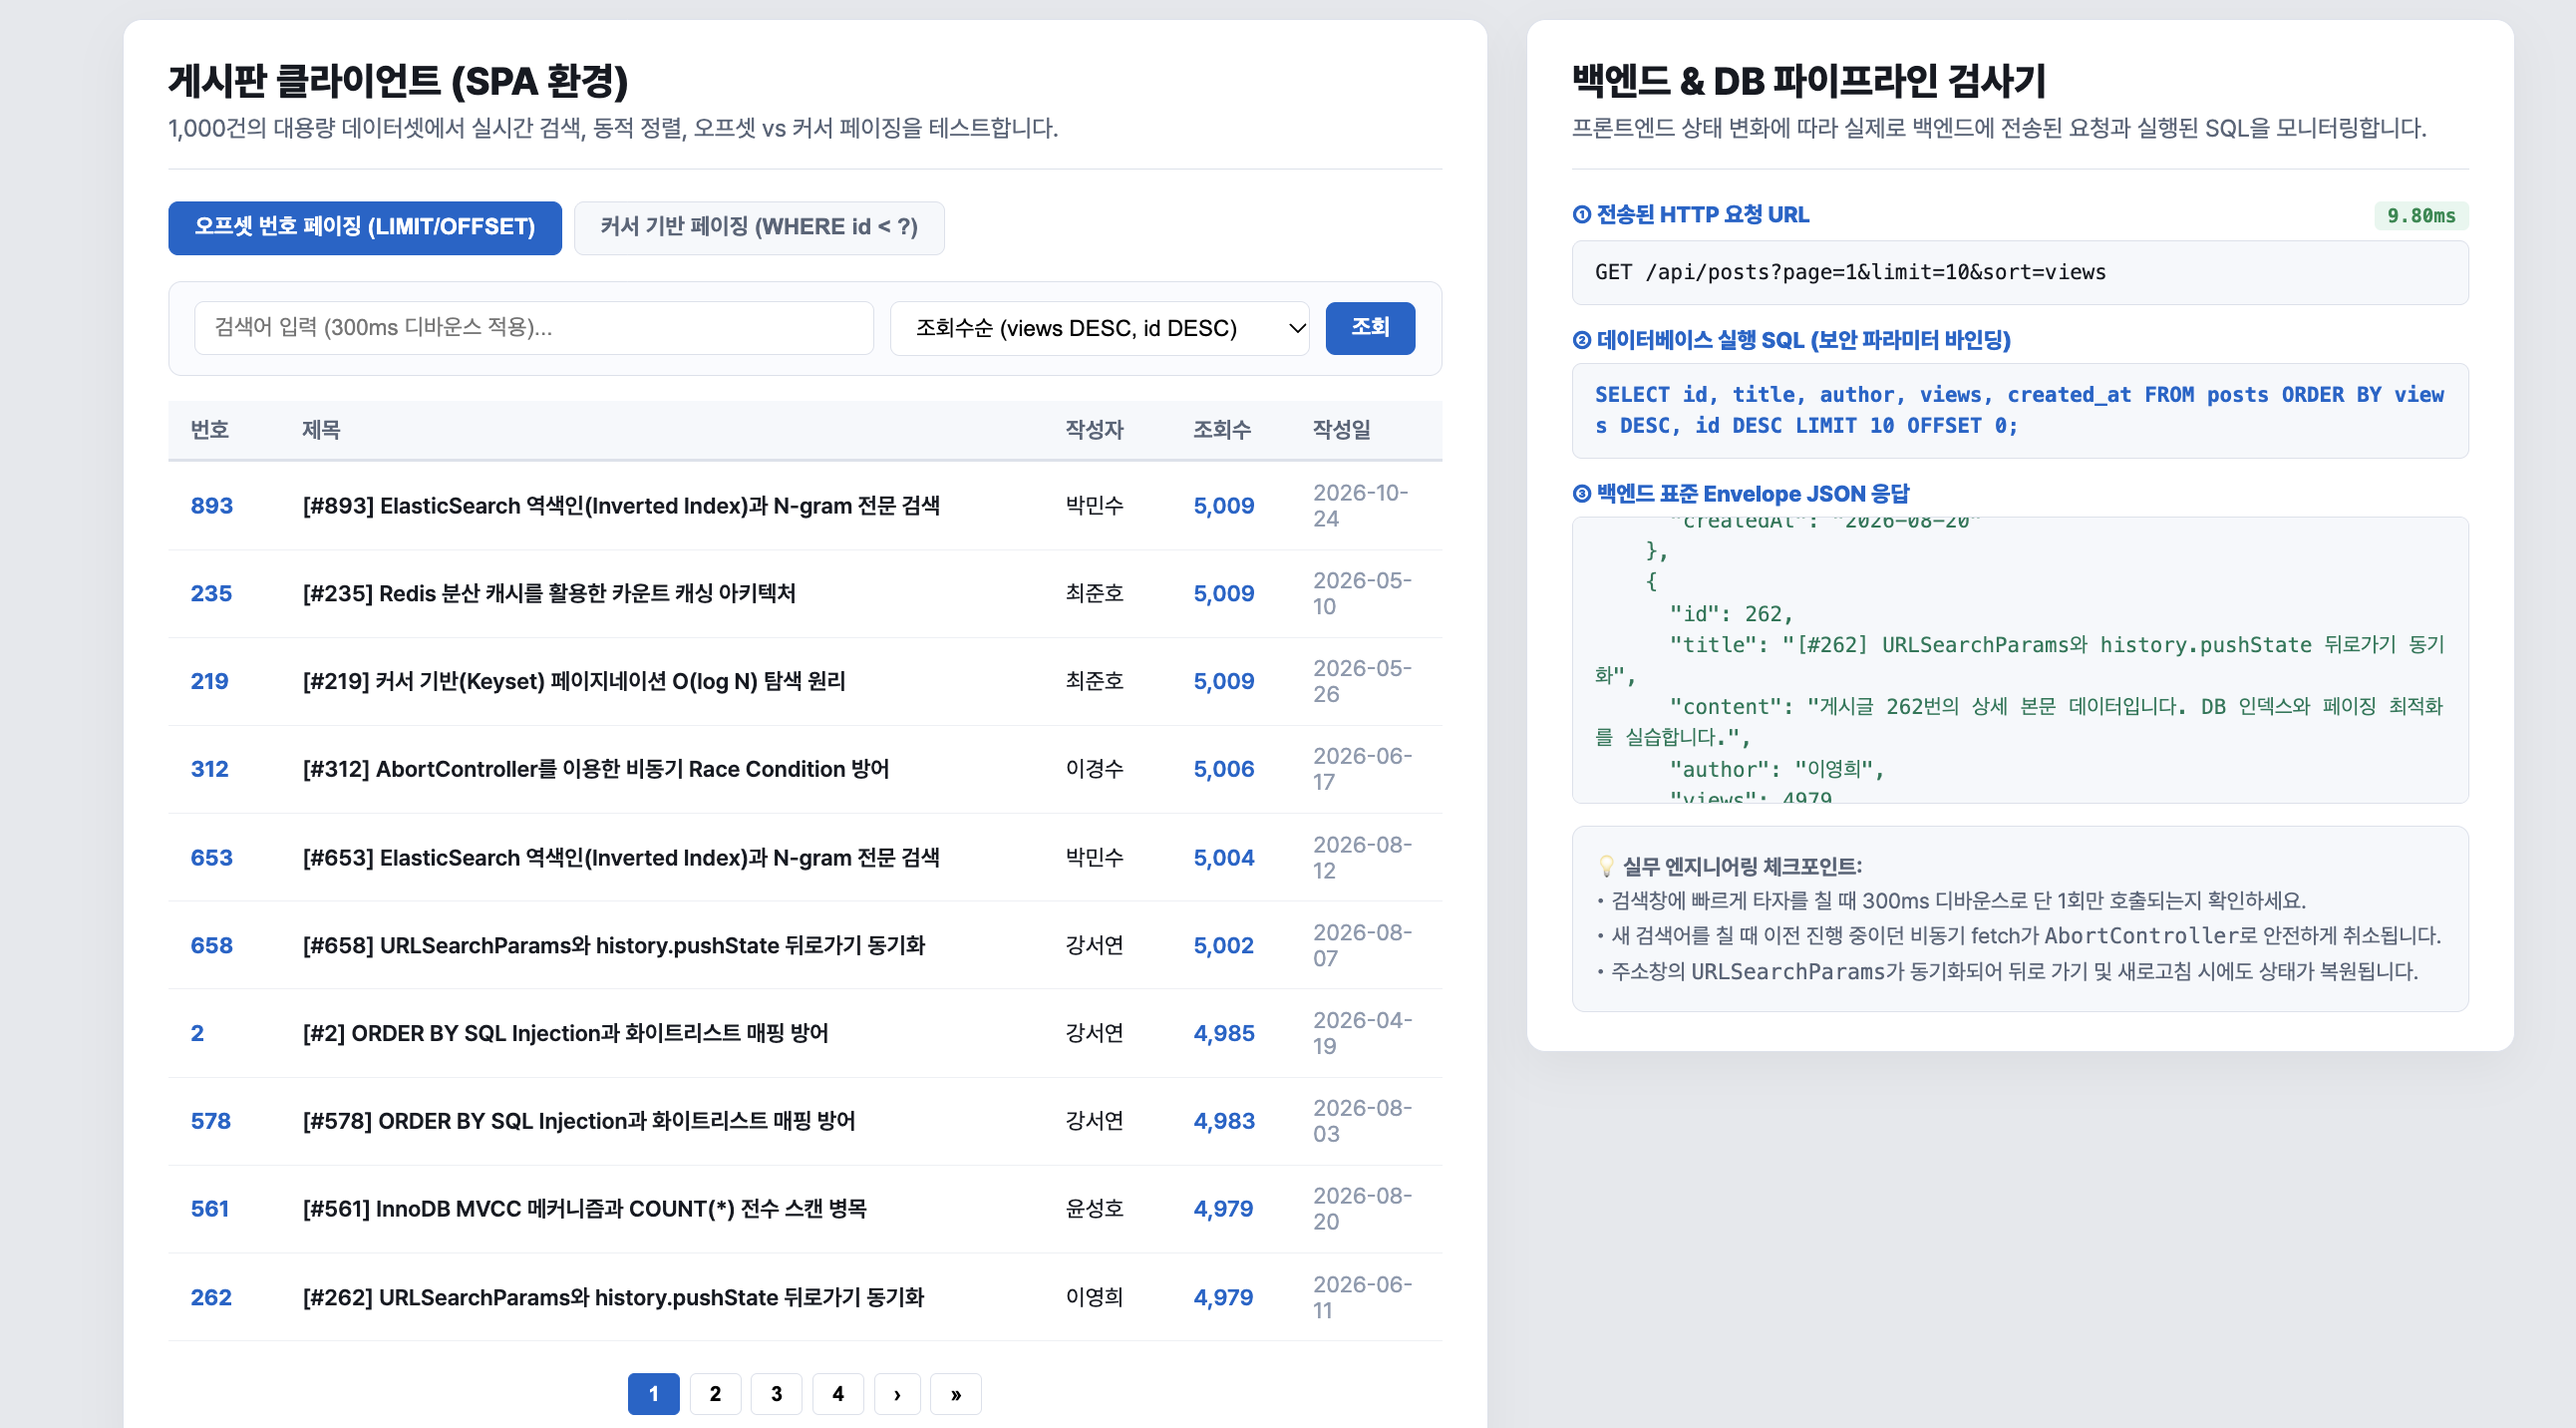 게시판 클라이언트 (SPA 환경)
1,000건의 대용량 데이터셋에서 실시간 검색, 동적 정렬, 오프셋 vs 커서 페이징을 테스트합니다.
오프셋 번호 페이징 (LIMIT/OFFSET)
커서 기반 페이징 (WHERE id < ?)
검색어 입력 (300ms 디바운스 적용)...
조회수순 (views DESC, id DESC)
조회
번호 제목 작성자 조회수 작성일
893 [#893] ElasticSearch 역색인(Inverted Index)과 N-gram 전문 검색 박민수 5,009 2026-10-
24
235 [#235] Redis 분산 캐시를 활용한 카운트 캐싱 아키텍처 최준호 5,009 2026-05-
10
219 [#219] 커서 기반(Keyset) 페이지네이션 O(log N) 탐색 원리 최준호 5,009 2026-05-
26
312 [#312] AbortController를 이용한 비동기 Race Condition 방어 이경수 5,006 2026-06-
17
653 [#653] ElasticSearch 역색인(Inverted Index)과 N-gram 전문 검색 박민수 5,004 2026-08-
12
658 [#658] URLSearchParams와 history.pushState 뒤로가기 동기화 강서연 5,002 2026-08-
07
2 [#2] ORDER BY SQL Injection과 화이트리스트 매핑 방어 강서연 4,985 2026-04-
19
578 [#578] ORDER BY SQL Injection과 화이트리스트 매핑 방어 강서연 4,983 2026-08-
03
561 [#561] InnoDB MVCC 메커니즘과 COUNT(*) 전수 스캔 병목 윤성호 4,979 2026-08-
20
262 [#262] URLSearchParams와 history.pushState 뒤로가기 동기화 이영희 4,979 2026-06-
11
1 2 3 4 › »
백엔드 & DB 파이프라인 검사기
프론트엔드 상태 변화에 따라 실제로 백엔드에 전송된 요청과 실행된 SQL을 모니터링합니다.
① 전송된 HTTP 요청 URL 9.80ms
GET /api/posts?page=1&limit=10&sort=views
② 데이터베이스 실행 SQL (보안 파라미터 바인딩)
SELECT id, title, author, views, created_at FROM posts ORDER BY view
s DESC, id DESC LIMIT 10 OFFSET 0;
③ 백엔드 표준 Envelope JSON 응답
"createdAt": "2026-08-20"
},
{
"id": 262,
"title": "[#262] URLSearchParams와 history.pushState 뒤로가기 동기
화",
"content": "게시글 262번의 상세 본문 데이터입니다. DB 인덱스와 페이징 최적화
를 실습합니다.",
"author": "이영희",
"views": 4979
💡 실무 엔지니어링 체크포인트:
• 검색창에 빠르게 타자를 칠 때 300ms 디바운스로 단 1회만 호출되는지 확인하세요.
• 새 검색어를 칠 때 이전 진행 중이던 비동기 fetch가 AbortController로 안전하게 취소됩니다.
• 주소창의 URLSearchParams가 동기화되어 뒤로 가기 및 새로고침 시에도 상태가 복원됩니다.